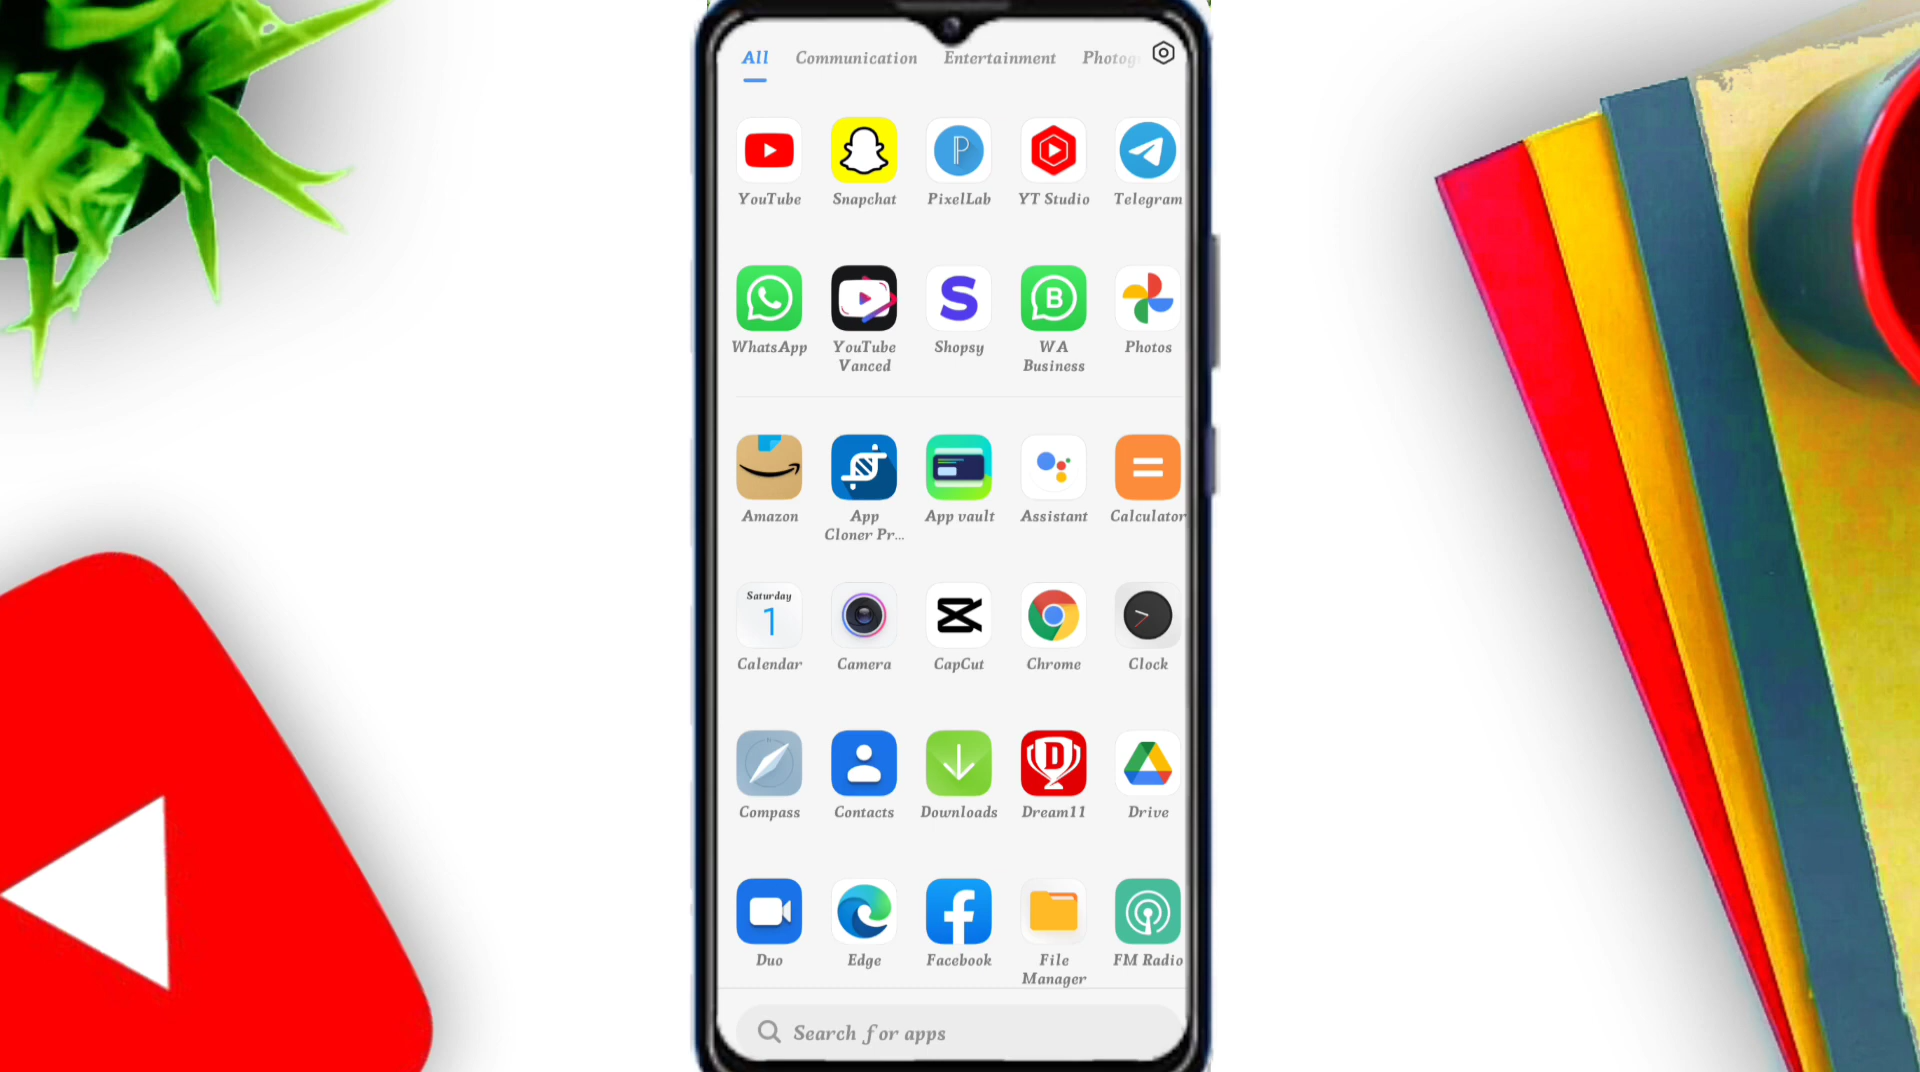 All Communication Entertainment Photog
YouTube Snapchat PixelLab YT Studio Telegram
WhatsApp YouTube Vanced Shopsy WA Business Photos
Amazon App Cloner Pr... App vault Assistant Calculator
Saturday
1
Calendar Camera CapCut Chrome Clock
Compass Contacts Downloads Dream11 Drive
Duo Edge Facebook File Manager FM Radio
Search for apps